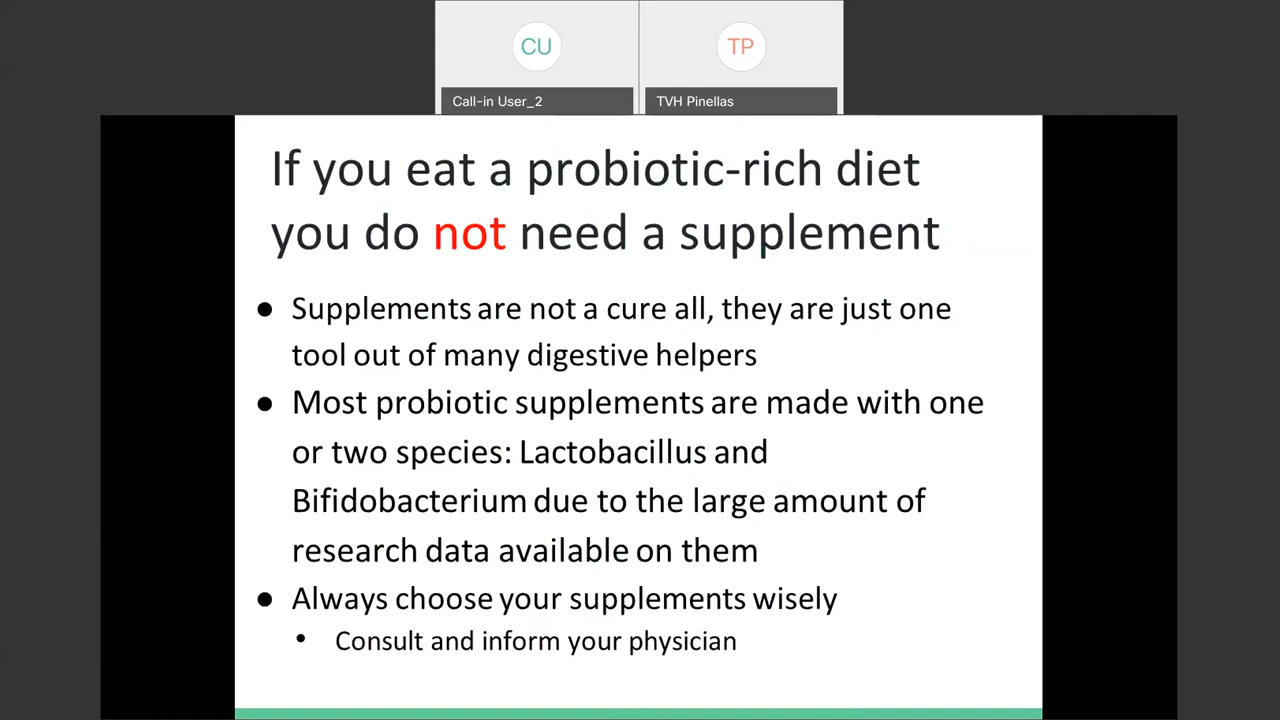 CU
TP
Call-in User_2
TVH Pinellas
If you eat a probiotic-rich diet
you do not need a supplement
● Supplements are not a cure all, they are just one
tool out of many digestive helpers
● Most probiotic supplements are made with one
or two species: Lactobacillus and
Bifidobacterium due to the large amount of
research data available on them
● Always choose your supplements wisely
• Consult and inform your physician